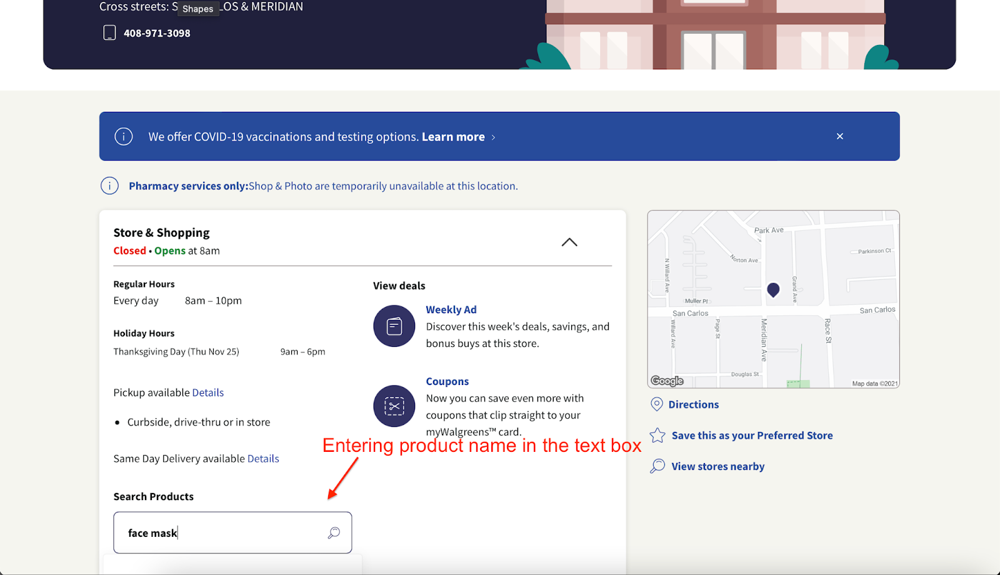 Cross streets: S LOS & MERIDIAN
Shapes
408-971-3098
We offer COVID-19 vaccinations and testing options. Learn more ›
Pharmacy services only:Shop & Photo are temporarily unavailable at this location.
Store & Shopping
Closed • Opens at 8am
Regular Hours
Every day 8am – 10pm
Holiday Hours
Thanksgiving Day (Thu Nov 25) 9am – 6pm
Pickup available Details
• Curbside, drive-thru or in store
Same Day Delivery available Details
Search Products
face mask
View deals
Weekly Ad
Discover this week's deals, savings, and
bonus buys at this store.
Coupons
Now you can save even more with
coupons that clip straight to your
myWalgreens™ card.
Entering product name in the text box
Park Ave
Parkinson Ct
Norton Ave
N Willard Ave
Grand Ave
Muller Pl
San Carlos
San Carlos
Willard Ave
Page St
Meridian Ave
Race St
Douglas St
Google
Map data ©2021
Directions
Save this as your Preferred Store
View stores nearby